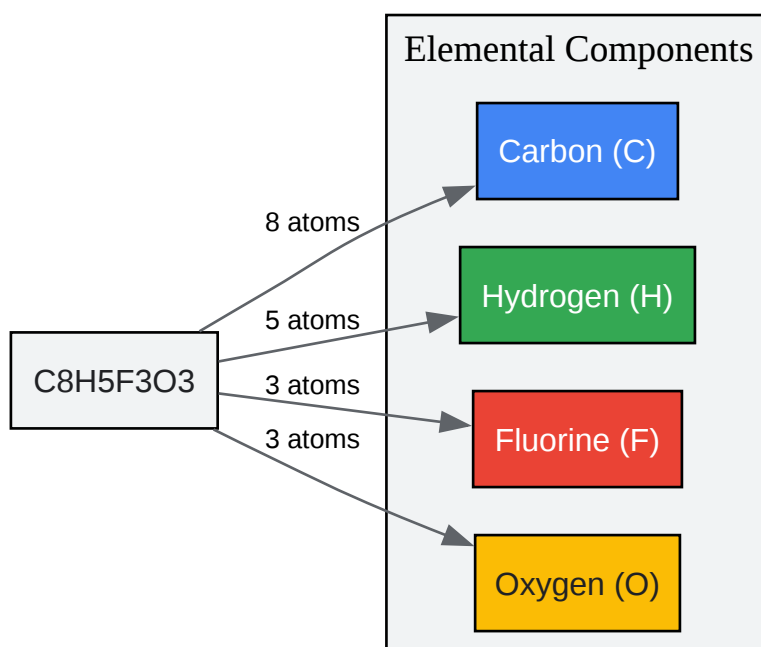 Elemental Components
Carbon (C)
8 atoms
Hydrogen (H)
5 atoms
C8H5F3O3
3 atoms
Fluorine (F)
3 atoms
Oxygen (O)